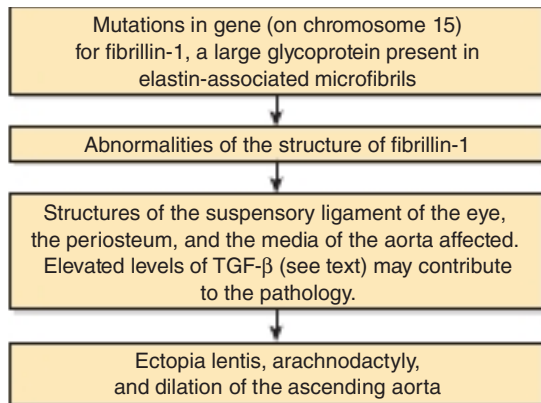 Mutations in gene (on chromosome 15)
for fibrillin-1, a large glycoprotein present in
elastin-associated microfibrils
Abnormalities of the structure of fibrillin-1
Structures of the suspensory ligament of the eye,
the periosteum, and the media of the aorta affected.
Elevated levels of TGF-β (see text) may contribute
to the pathology.
Ectopia lentis, arachnodactyly,
and dilation of the ascending aorta